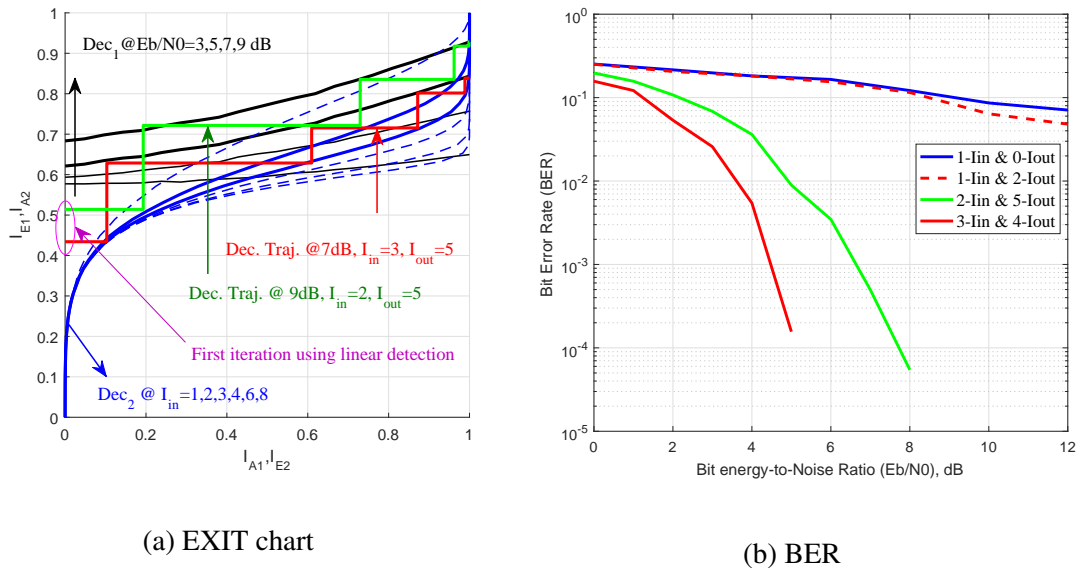 Dec1@Eb/N0=3,5,7,9 dB
Dec. Traj. @7dB, Iin=3, Iout=5
Dec. Traj. @ 9dB, Iin=2, Iout=5
First iteration using linear detection
Dec2 @ Iin=1,2,3,4,6,8
IE1,IA2
1
0.9
0.8
0.7
0.6
0.5
0.4
0.3
0.2
0.1
0
0 0.2 0.4 0.6 0.8 1
IA1,IE2
(a) EXIT chart
Bit Error Rate (BER)
10^0
10^-1
10^-2
10^-3
10^-4
10^-5
1-Iin & 0-Iout
1-Iin & 2-Iout
2-Iin & 5-Iout
3-Iin & 4-Iout
0 2 4 6 8 10 12
Bit energy-to-Noise Ratio (Eb/N0), dB
(b) BER